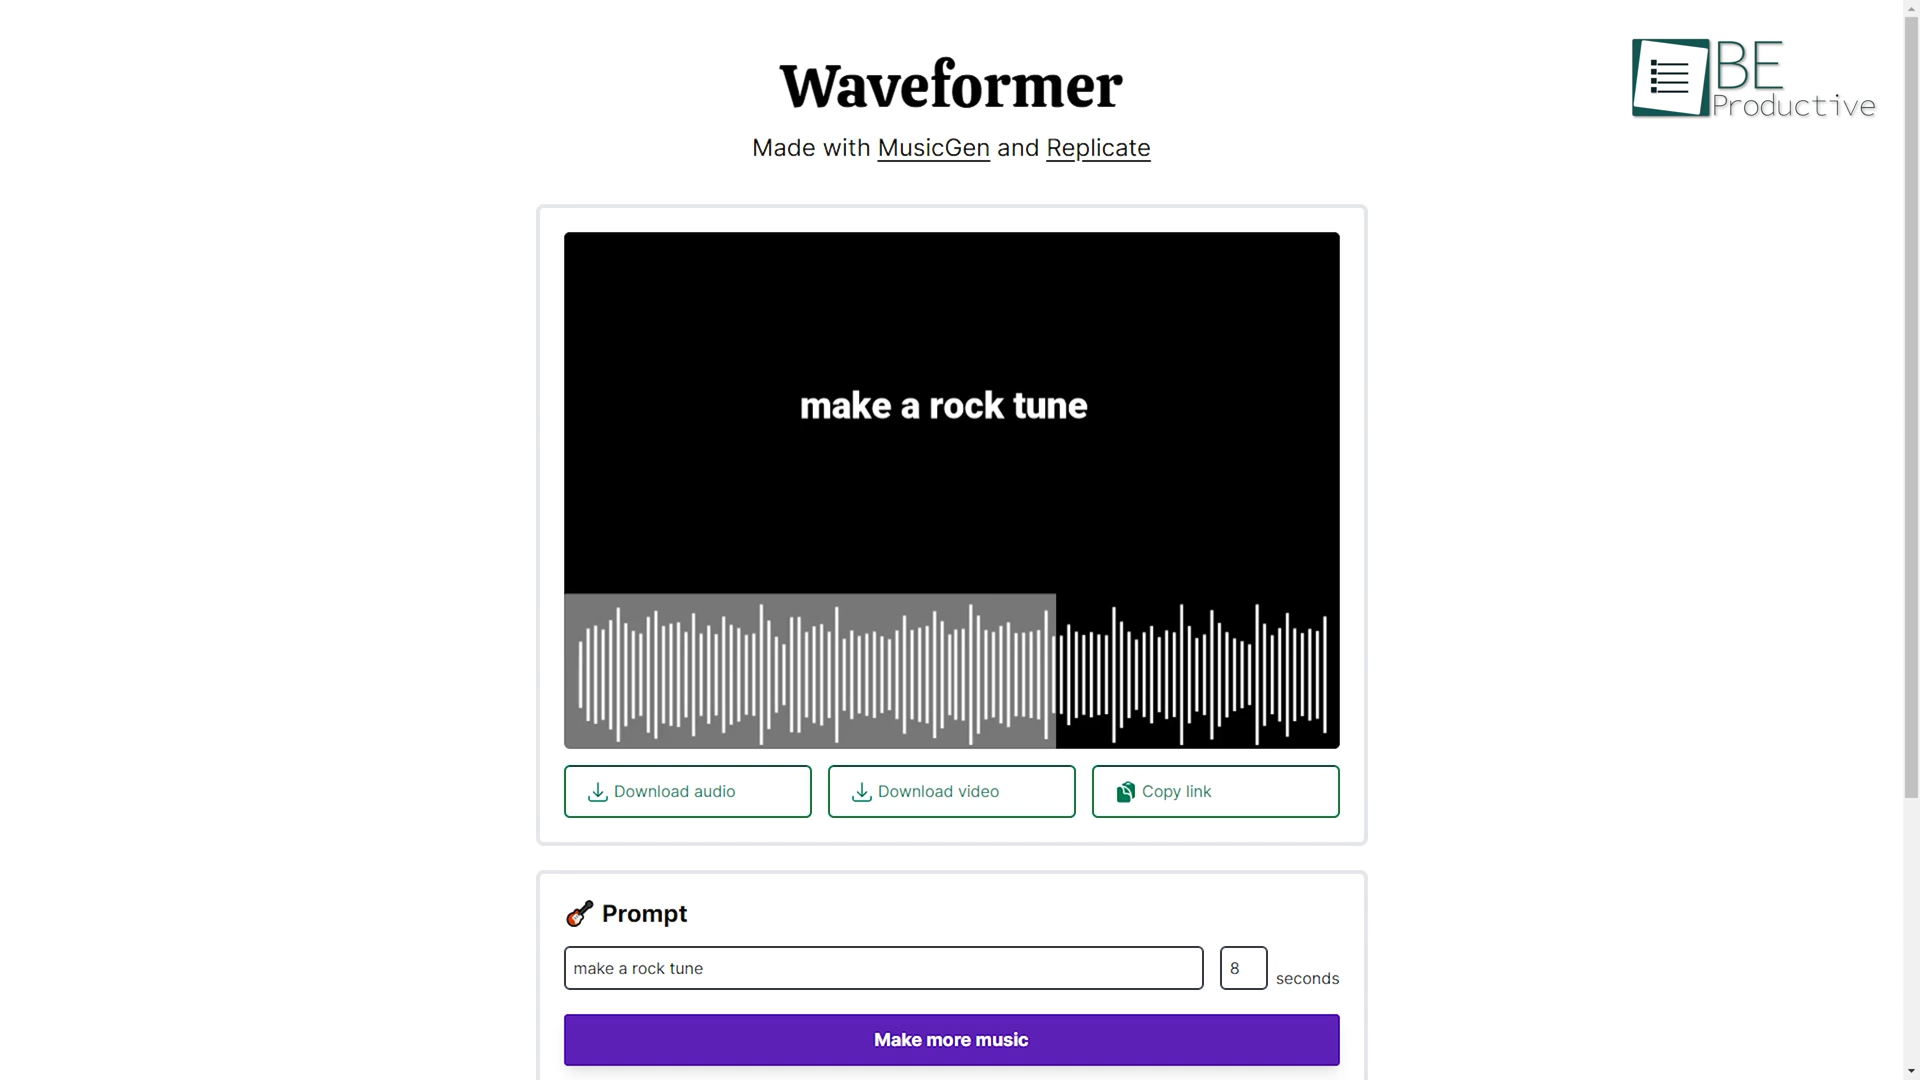 Waveformer
BE
Productive
Made with MusicGen and Replicate
make a rock tune
Download audio
Download video
Copy link
Prompt
make a rock tune
8
seconds
Make more music